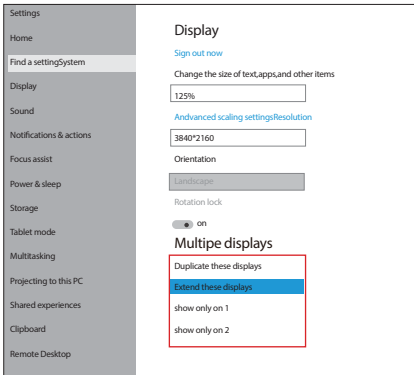 Settings
Home
Find a settingSystem
Display
Sound
Notifications & actions
Focus assist
Power & sleep
Storage
Tablet mode
Multitasking
Projecting to this PC
Shared experiences
Clipboard
Remote Desktop
Display
Sign out now
Change the size of text,apps,and other items
125%
Andvanced scaling settingsResolution
3840*2160
Orientation
Landscape
Rotation lock
on
Multipe displays
Duplicate these displays
Extend these displays
show only on 1
show only on 2